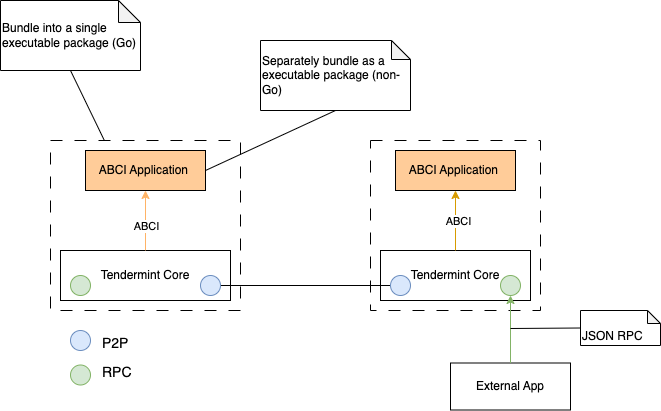 Bundle into a single
executable package (Go)
Separately bundle as a
executable package (non-
Go)
ABCI Application
ABCI Application
ABCI
ABCI
Tendermint Core
Tendermint Core
P2P
RPC
JSON RPC
External App